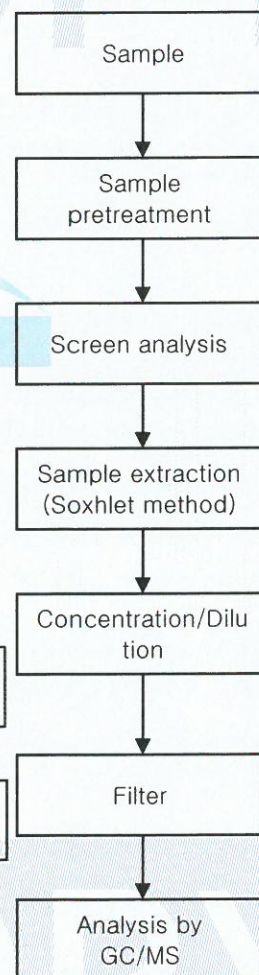 Sample
Sample
pretreatment
Screen analysis
Sample extraction
(Soxhlet method)
Concentration/Dilu
tion
Filter
Analysis by
GC/MS